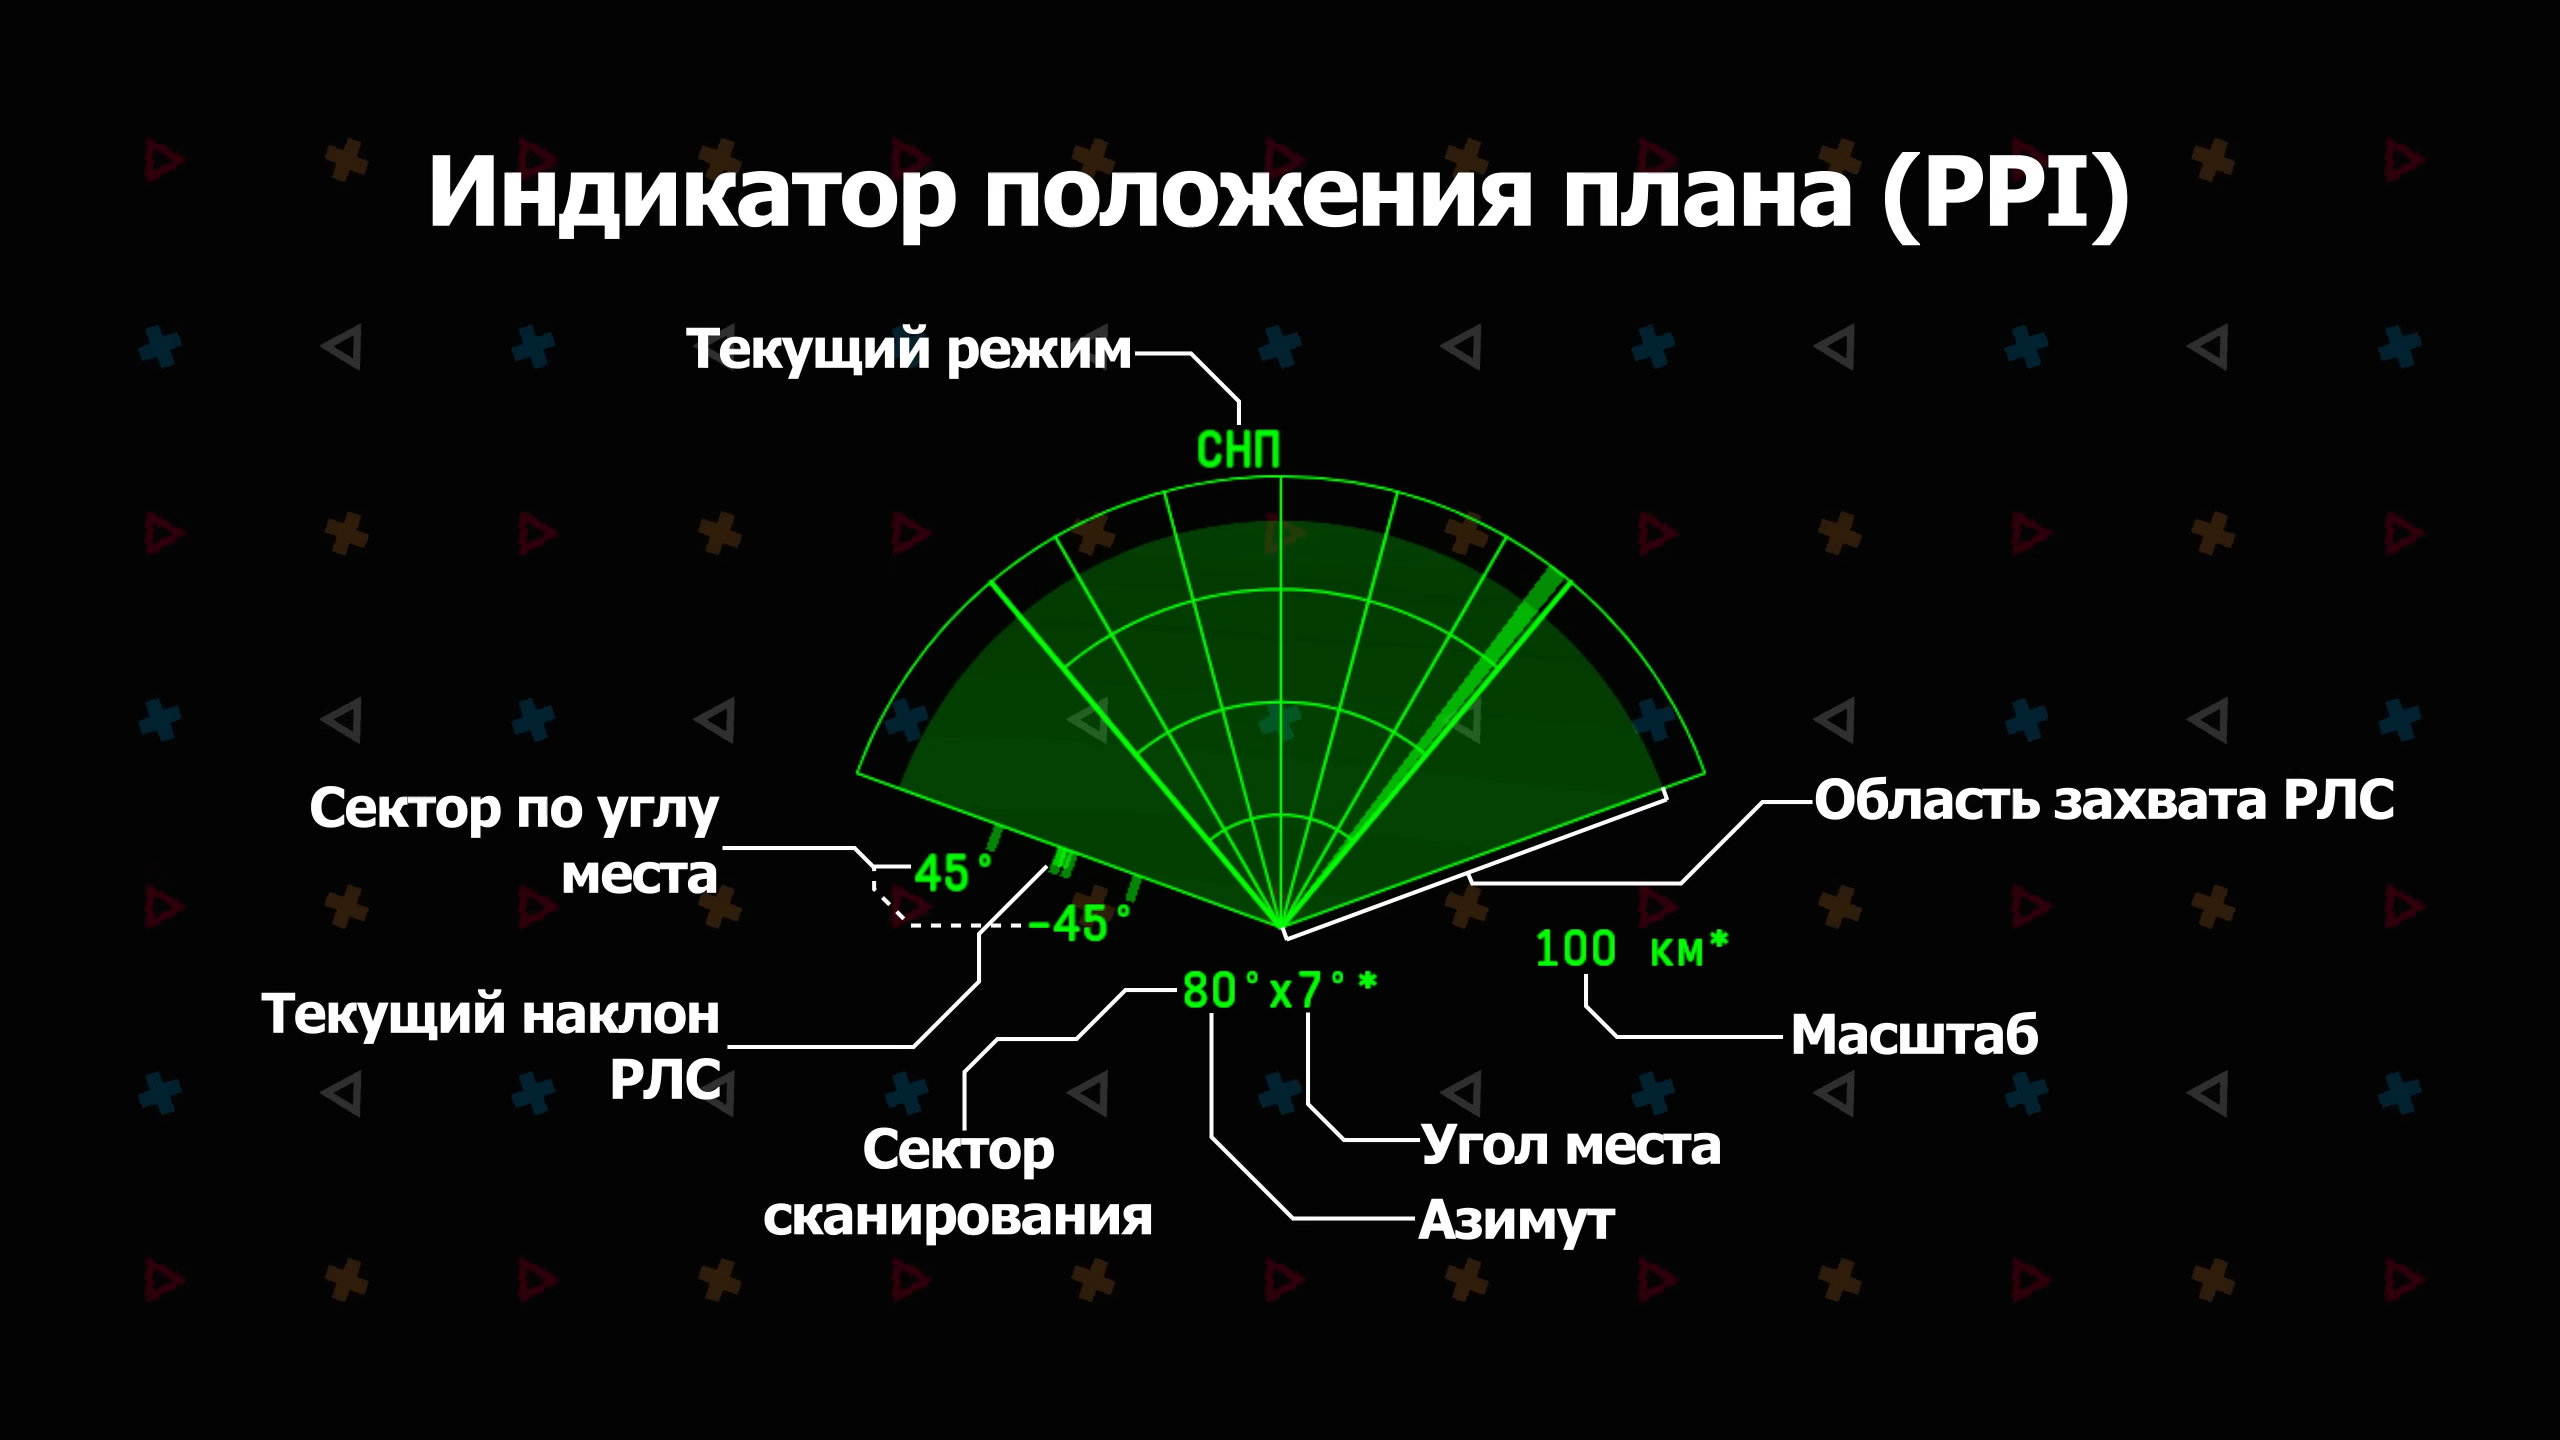 Индикатор положения плана (PPI)
Текущий режим
СНП
Сектор по углу
места
Область захвата РЛС
45°
-45°
100 км*
80°x7°*
Текущий наклон
РЛС
Масштаб
Сектор
сканирования
Угол места
Азимут